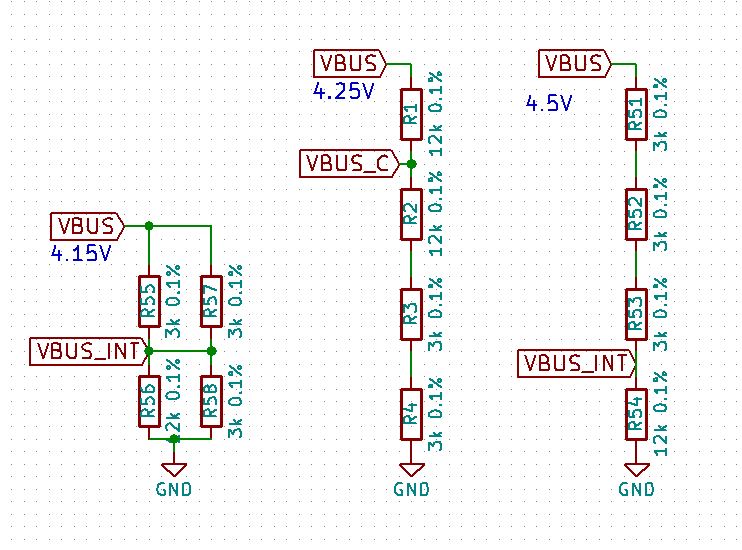 VBUS
4.15V
R55
3k 0.1%
R57
3k 0.1%
VBUS_INT
R56
12k 0.1%
R58
3k 0.1%
GND
VBUS
4.25V
R1
12k 0.1%
VBUS_C
R2
12k 0.1%
R3
3k 0.1%
R4
3k 0.1%
GND
VBUS
4.5V
R51
3k 0.1%
R52
3k 0.1%
R53
3k 0.1%
VBUS_INT
R54
12k 0.1%
GND